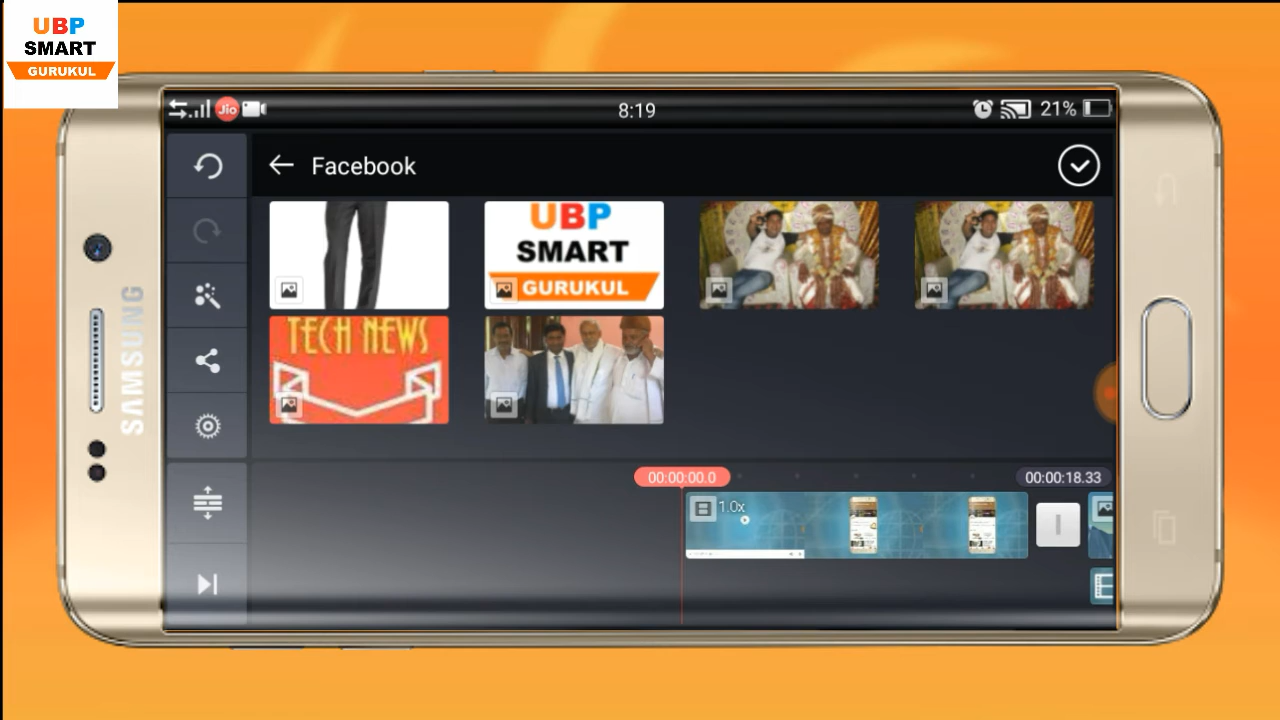 UBP
SMART
GURUKUL
Jio
8:19
21%
Facebook
UBP
SMART
GURUKUL
TECH NEWS
SAMSUNG
00:00:00.0
00:00:18.33
1.0x